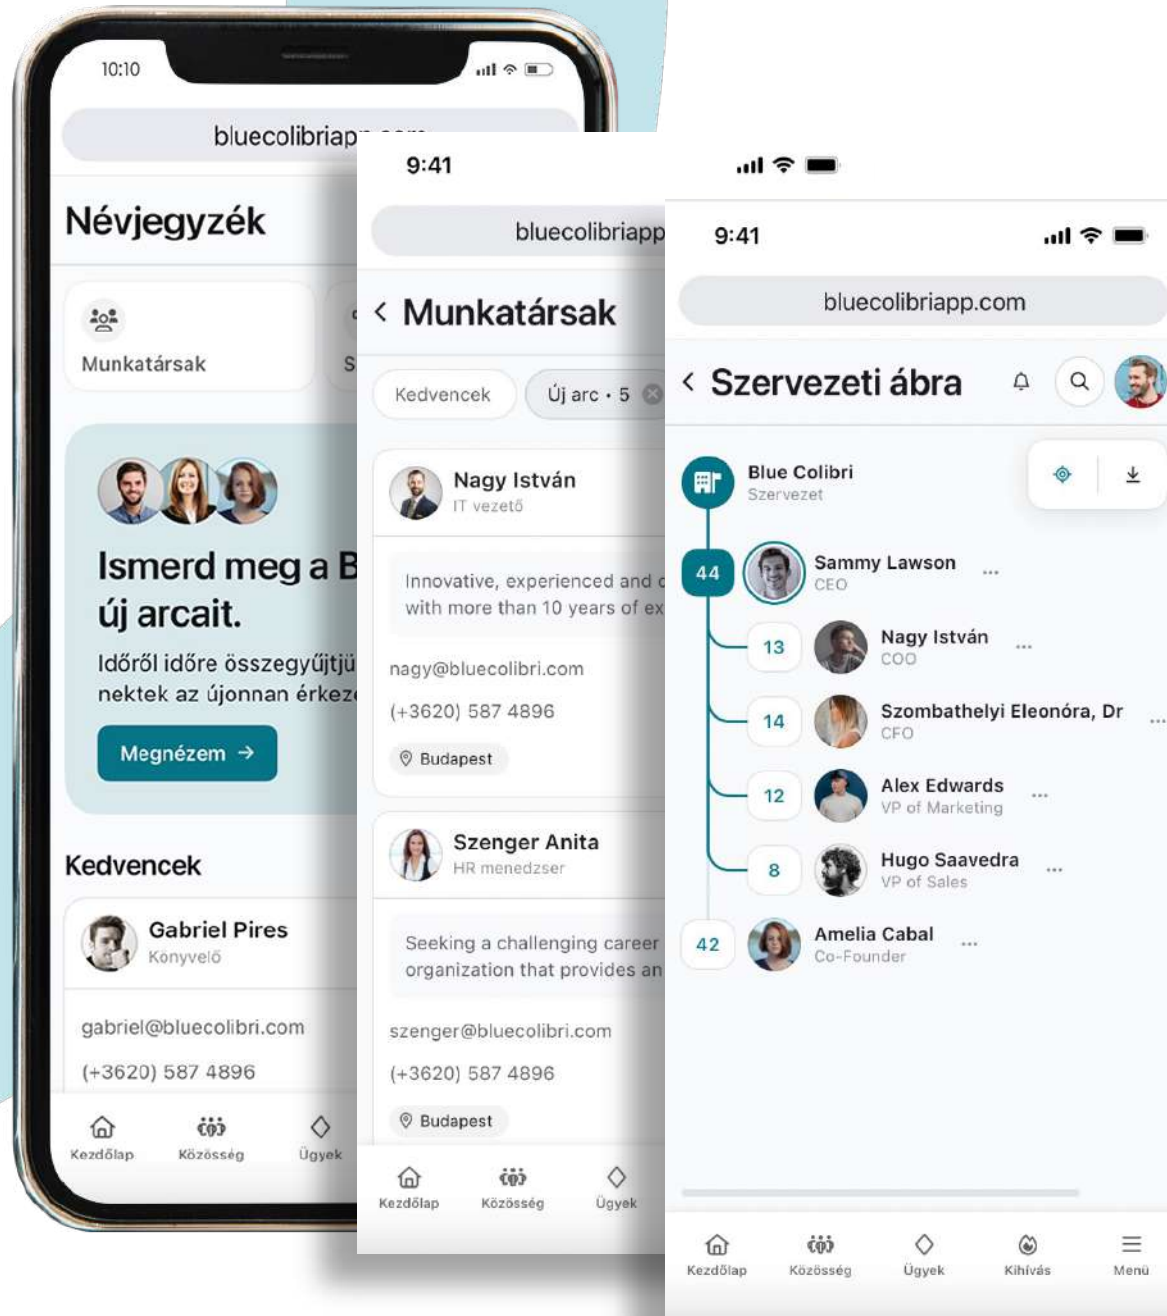 10:10
bluecolibriapp.com
Névjegyzék
Munkatársak
S
Ismerd meg a B
új arcait.
Időről időre összegyűjtjü
nektek az újonnan érkez
Megnézem →
Kedvencek
Gabriel Pires
Könyvelő
gabriel@bluecolibri.com
(+3620) 587 4896
Kezdőlap
Közösség
Ügyek
9:41
bluecolibriapp
< Munkatársak
Kedvencek
Új arc • 5
Nagy István
IT vezető
Innovative, experienced and
with more than 10 years of ex
nagy@bluecolibri.com
(+3620) 587 4896
Budapest
Szenger Anita
HR menedzser
Seeking a challenging career
organization that provides an
szenger@bluecolibri.com
(+3620) 587 4896
Budapest
Kezdőlap
Közösség
Ügyek
9:41
bluecolibriapp.com
< Szervezeti ábra
Blue Colibri
Szervezet
44
Sammy Lawson
...
CEO
13
Nagy István
...
COO
14
Szombathelyi Eleonóra, Dr
...
CFO
12
Alex Edwards
...
VP of Marketing
8
Hugo Saavedra
...
VP of Sales
42
Amelia Cabal
...
Co-Founder
Kezdőlap
Közösség
Ügyek
Kihívás
Menü